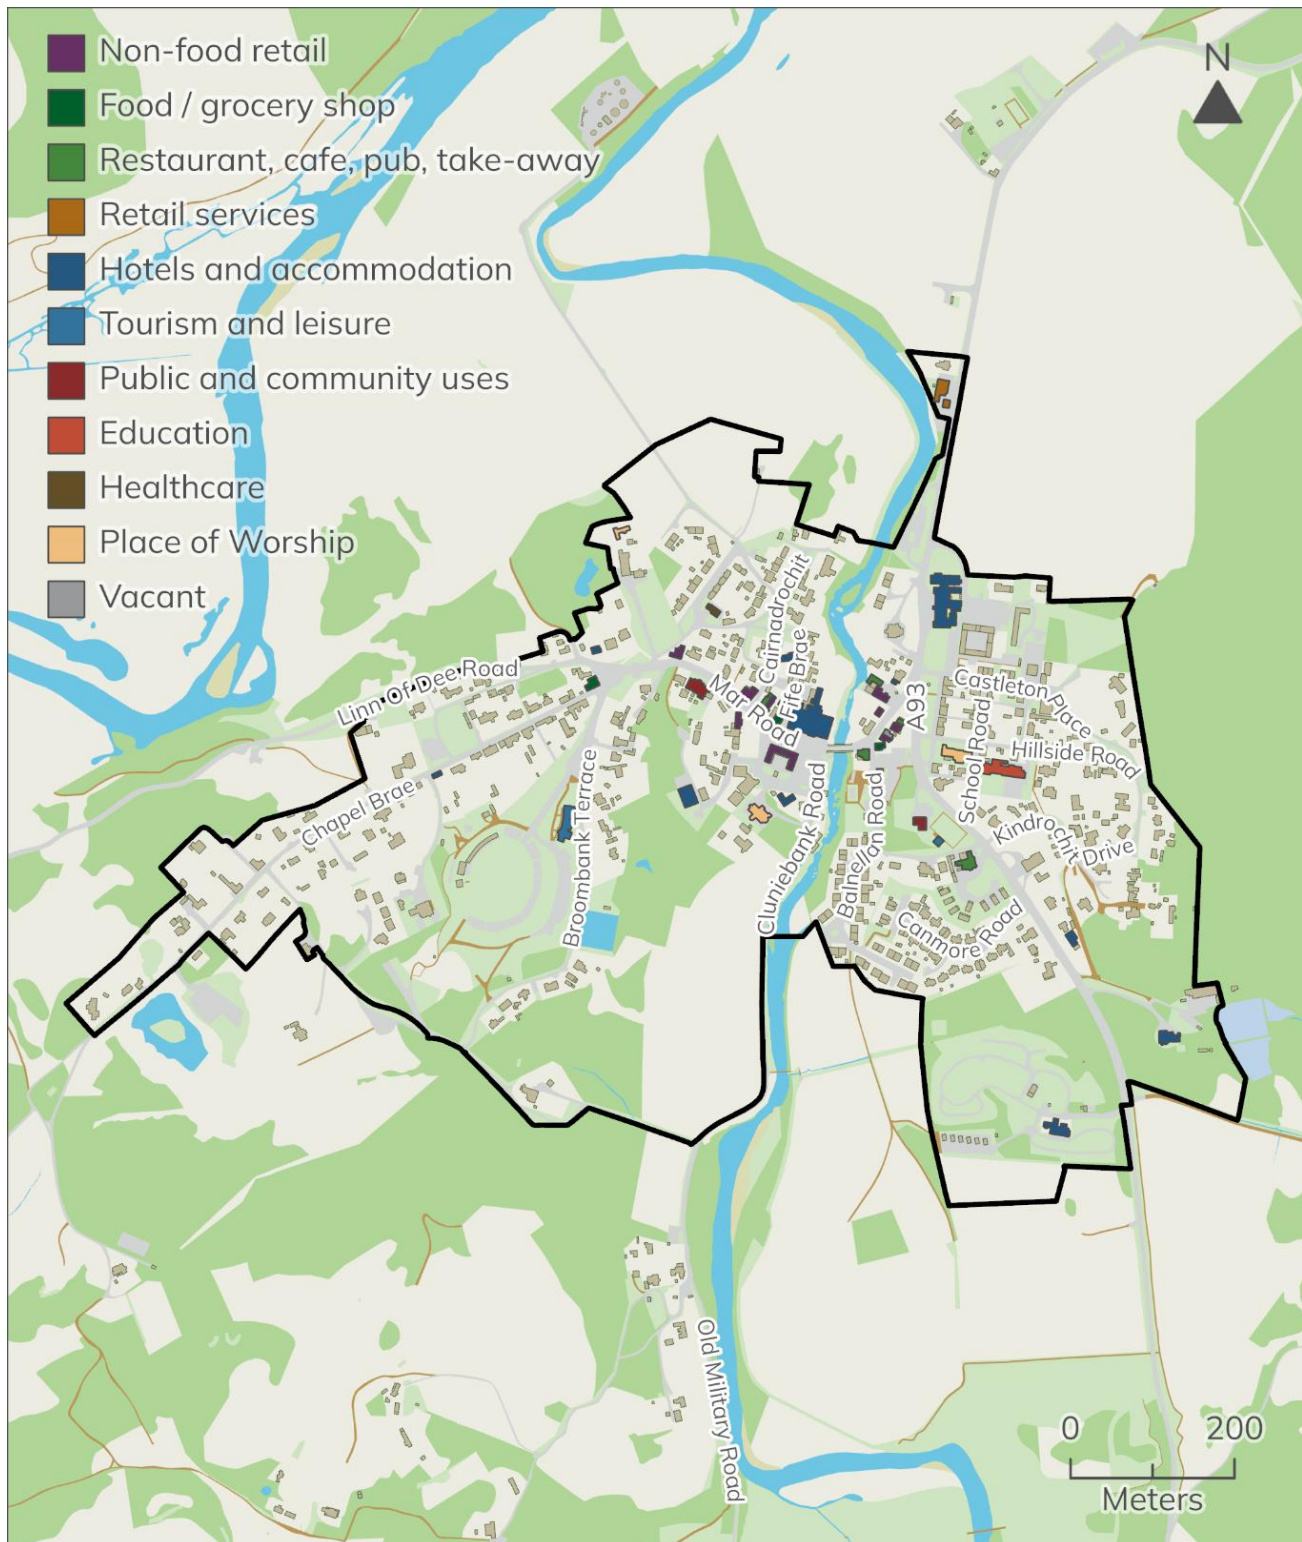 Non-food retail
Food / grocery shop
Restaurant, cafe, pub, take-away
Retail services
Hotels and accommodation
Tourism and leisure
Public and community uses
Education
Healthcare
Place of Worship
Vacant
N
Linn Of Dee Road
Chapel Brae
Broombank Terrace
Mar Road
Cairnadrochit
Fife Brae
Cluniebank Road
Balnellan Road
A93
Castleton Place
School Road
Hillside Road
Kindrochit Drive
Canmore Road
Old Military Road
0 200
Meters